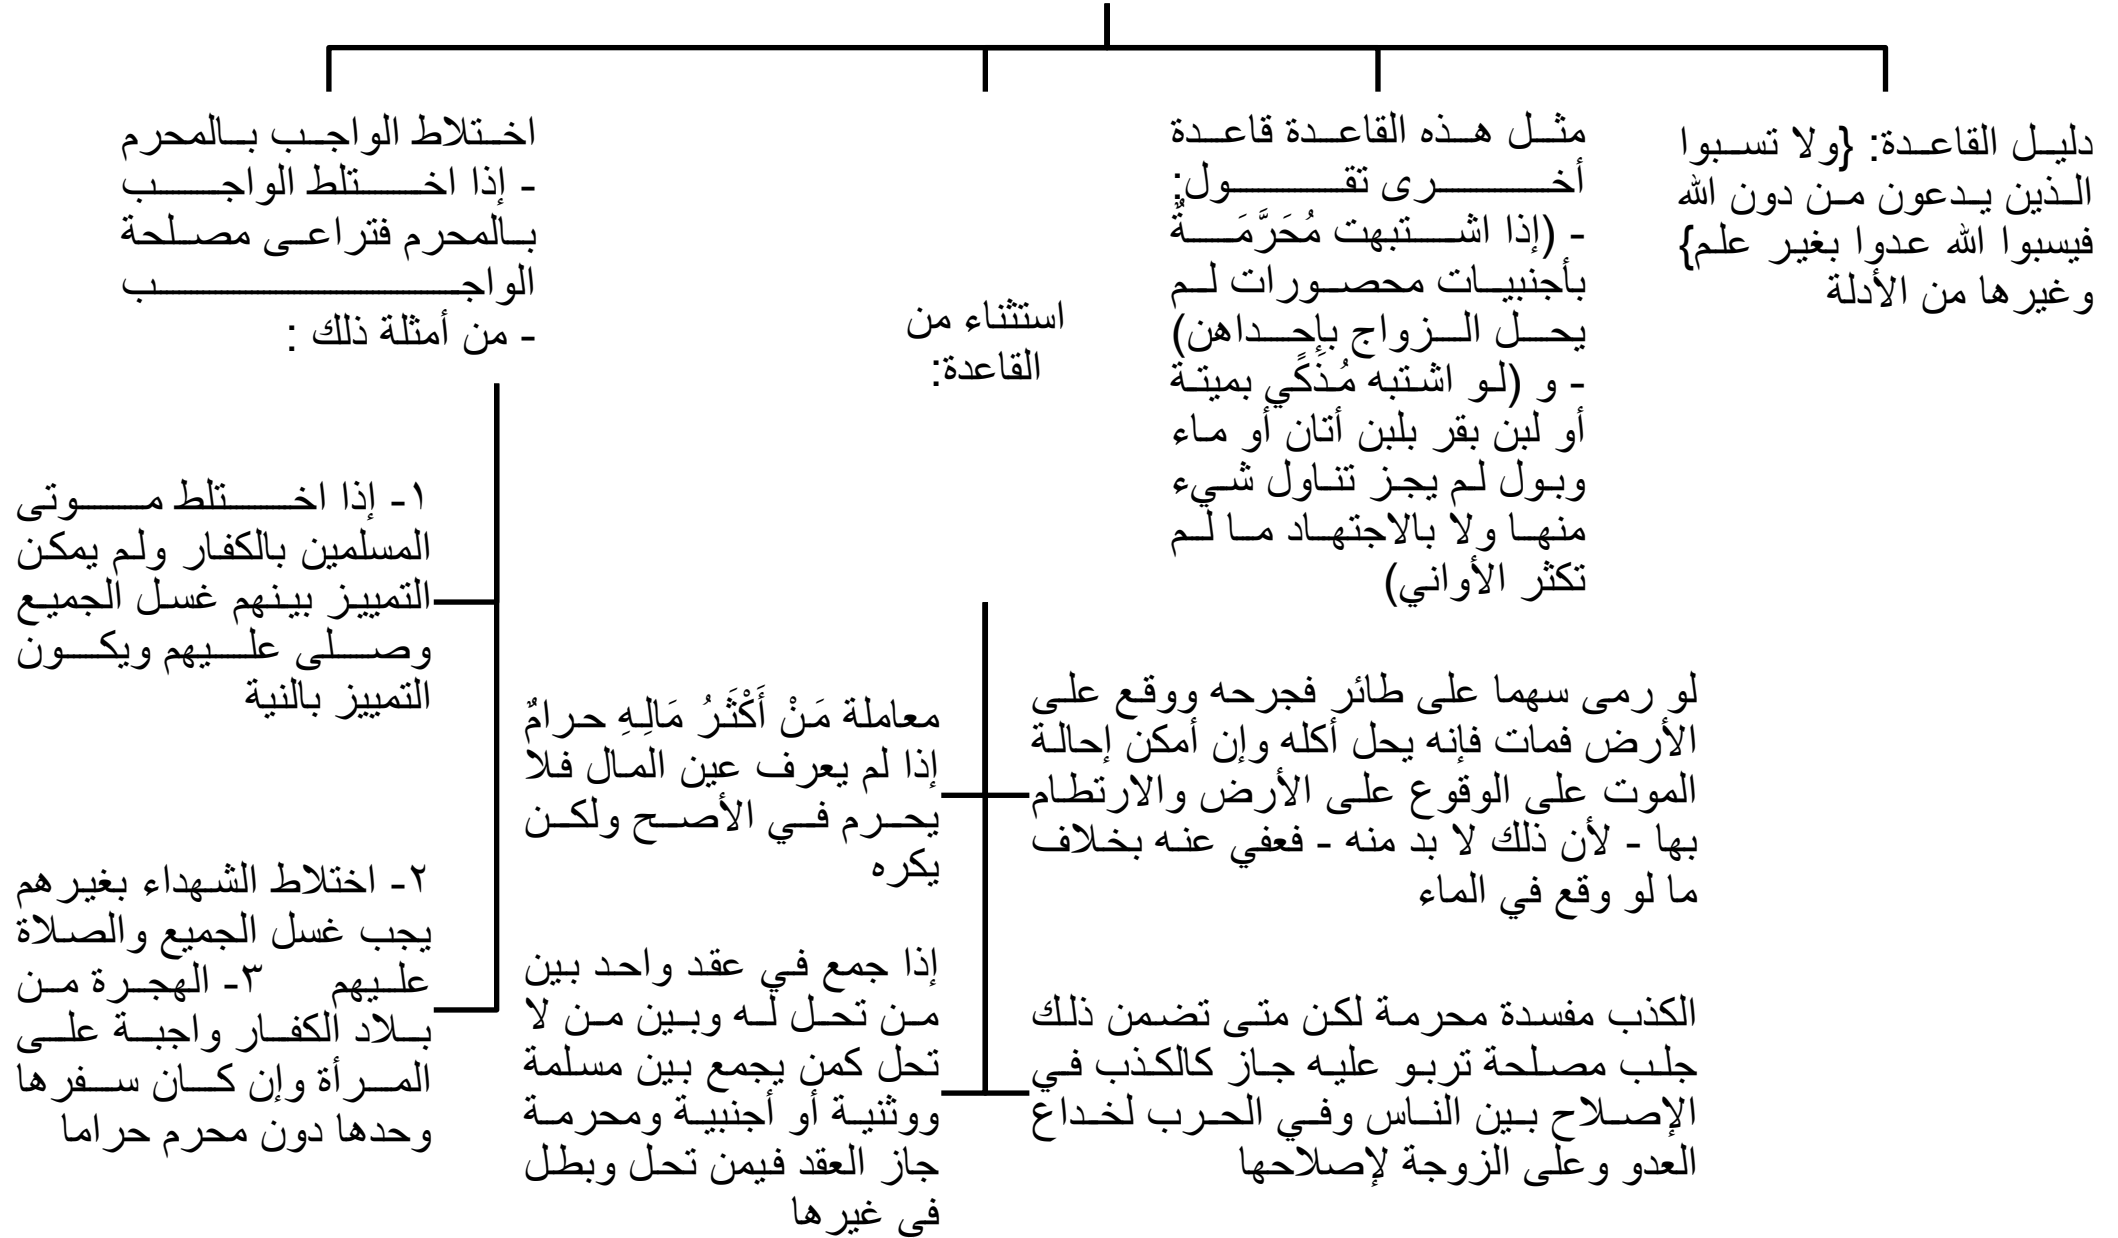 دليل القاعدة: {ولا تسبوا
الذين يدعون من دون الله
فيسبوا الله عدوا بغير علم}
وغيرها من الأدلة
مثل هذه القاعدة قاعدة
أخرى تقول:
- (إذا اشتبهت مُحَرَّمَةٌ
بأجنبيات محصورات لم
يحل الزواج بإحداهن)
- و (لو اشتبه مُذَكًي بميتة
أو لبن بقر بلبن أتان أو ماء
وبول لم يجز تناول شيء
منها ولا بالاجتهاد ما لم
تكثر الأواني)
استثناء من
القاعدة:
لو رمى سهما على طائر فجرحه ووقع على
الأرض فمات فإنه يحل أكله وإن أمكن إحالة
الموت على الوقوع على الأرض والارتطام
بها - لأن ذلك لا بد منه - فعفي عنه بخلاف
ما لو وقع في الماء
معاملة مَنْ أَكْثَرُ مَالِهِ حرامٌ
إذا لم يعرف عين المال فلا
يحرم في الأصح ولكن
يكره
الكذب مفسدة محرمة لكن متى تضمن ذلك
جلب مصلحة تربو عليه جاز كالكذب في
الإصلاح بين الناس وفي الحرب لخداع
العدو وعلى الزوجة لإصلاحها
إذا جمع في عقد واحد بين
من تحل له وبين من لا
تحل كمن يجمع بين مسلمة
ووثنية أو أجنبية ومحرمة
جاز العقد فيمن تحل وبطل
في غيرها
اختلاط الواجب بالمحرم
- إذا اختلط الواجب
بالمحرم فتراعى مصلحة
الواجب
- من أمثلة ذلك :
١- إذا اختلط موتى
المسلمين بالكفار ولم يمكن
التمييز بينهم غسل الجميع
وصلى عليهم ويكون
التمييز بالنية
٢- اختلاط الشهداء بغيرهم
يجب غسل الجميع والصلاة
عليهم ٣- الهجرة من
بلاد الكفار واجبة على
المرأة وإن كان سفرها
وحدها دون محرم حراما